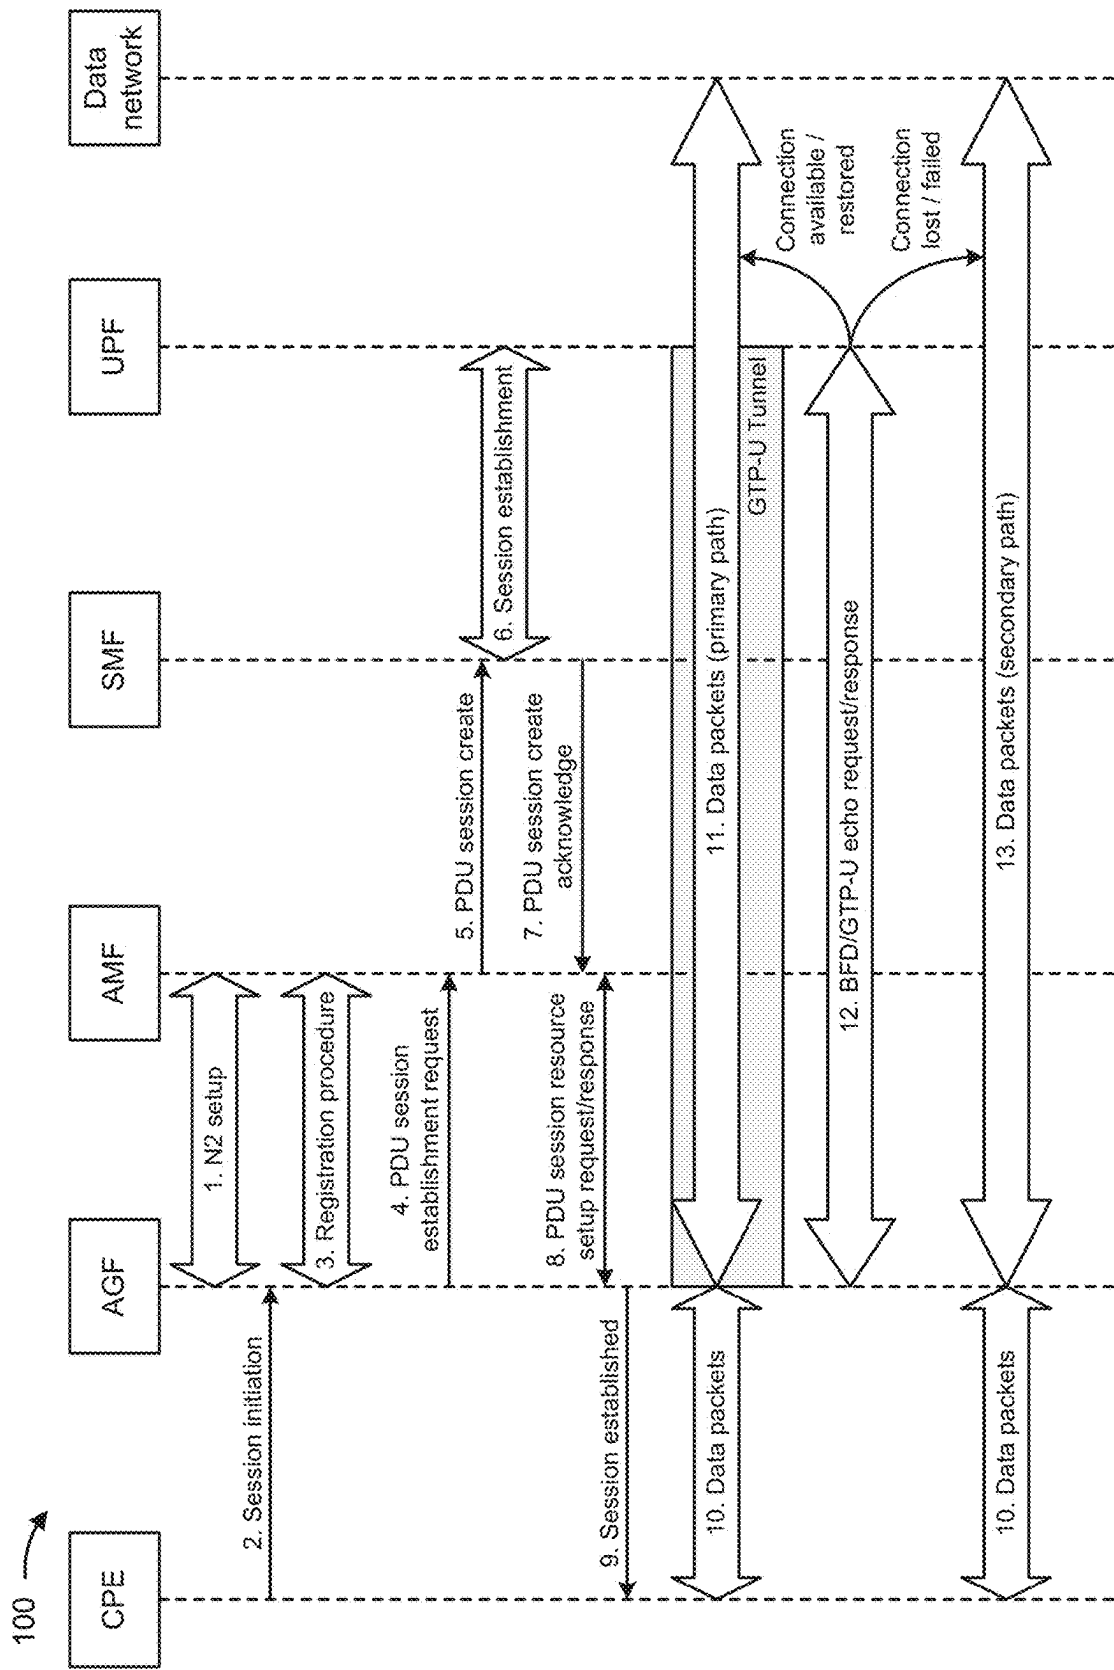 100
CPE
AGF
AMF
SMF
UPF
Data
network
1. N2 setup
2. Session initiation
3. Registration procedure
4. PDU session
establishment request
5. PDU session create
6. Session establishment
7. PDU session create
acknowledge
8. PDU session resource
setup request/response
9. Session established
10. Data packets
11. Data packets (primary path)
GTP-U Tunnel
Connection
available /
restored
12. BFD/GTP-U echo request/response
Connection
lost / failed
10. Data packets
13. Data packets (secondary path)